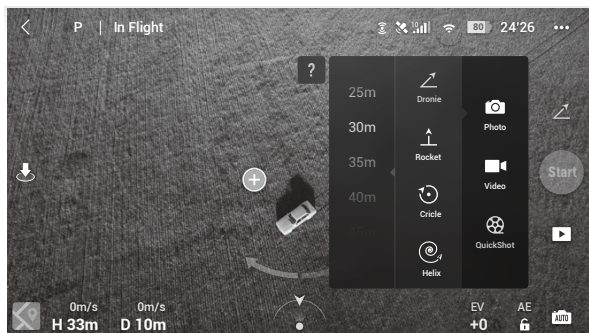 P | In Flight
10
80
24'26
?
25m
30m
35m
40m
Dronie
Rocket
Cricle
Helix
Photo
Video
QuickShot
Start
0m/s
0m/s
H 33m
D 10m
EV
AE
+0
AUTO